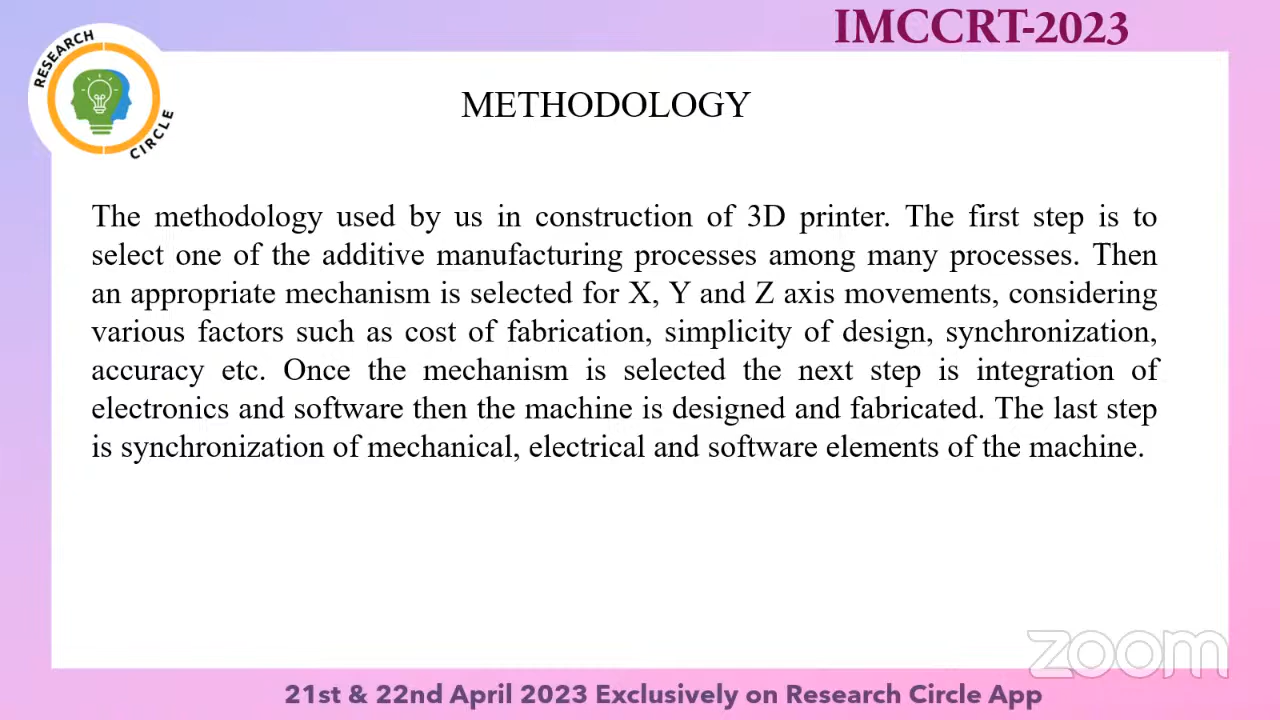 IMCCRT-2023
RESEARCH
CIRCLE
METHODOLOGY
The methodology used by us in construction of 3D printer. The first step is to
select one of the additive manufacturing processes among many processes. Then
an appropriate mechanism is selected for X, Y and Z axis movements, considering
various factors such as cost of fabrication, simplicity of design, synchronization,
accuracy etc. Once the mechanism is selected the next step is integration of
electronics and software then the machine is designed and fabricated. The last step
is synchronization of mechanical, electrical and software elements of the machine.
zoom
21st & 22nd April 2023 Exclusively on Research Circle App